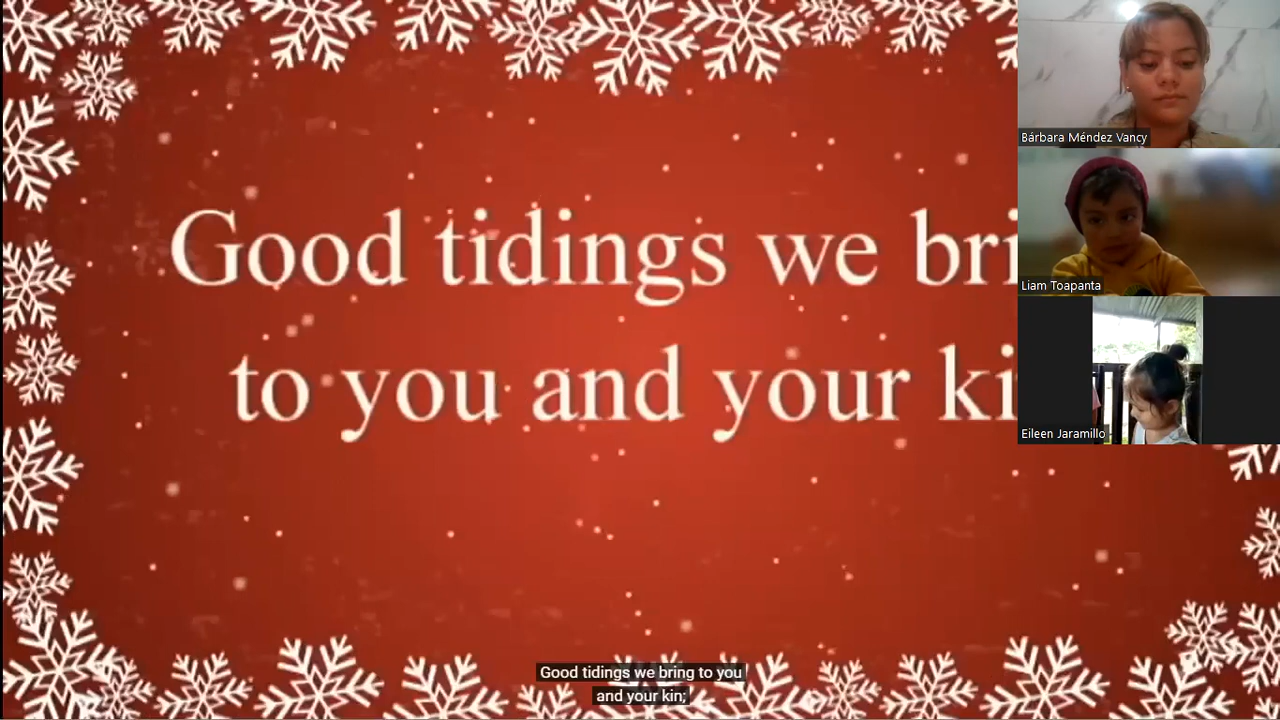 Good tidings we bri
to you and your ki
Bárbara Méndez Vancy
Liam Toapanta
Eileen Jaramillo
Good tidings we bring to you
and your kin;